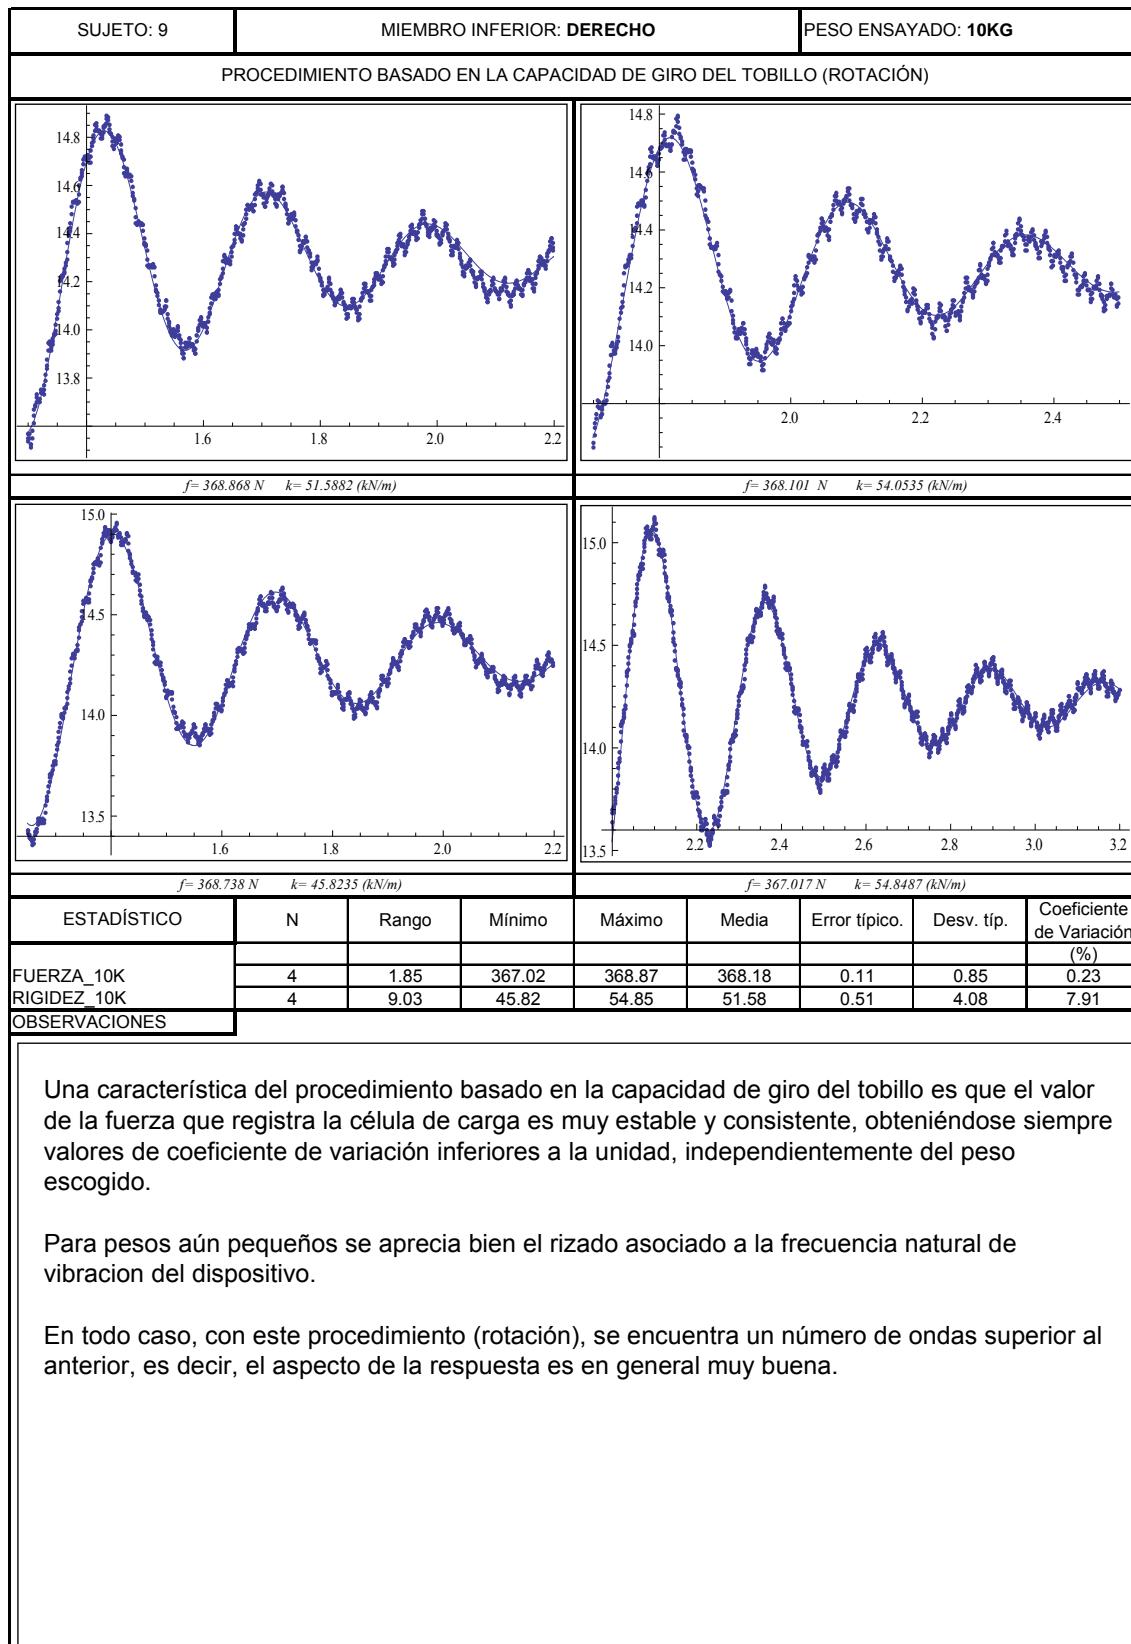 SUJETO: 9 MIEMBRO INFERIOR: DERECHO PESO ENSAYADO: 10KG
PROCEDIMIENTO BASADO EN LA CAPACIDAD DE GIRO DEL TOBILLO (ROTACIÓN)
14.8
14.6
14.4
14.2
14.0
13.8
1.6 1.8 2.0 2.2
14.8
14.6
14.4
14.2
14.0
2.0 2.2 2.4
f= 368.868 N k= 51.5882 (kN/m)
f= 368.101 N k= 54.0535 (kN/m)
15.0
14.5
14.0
13.5
1.6 1.8 2.0 2.2
15.0
14.5
14.0
13.5
2.2 2.4 2.6 2.8 3.0 3.2
f= 368.738 N k= 45.8235 (kN/m)
f= 367.017 N k= 54.8487 (kN/m)
ESTADÍSTICO N Rango Mínimo Máximo Media Error típico. Desv. típ. Coeficiente
de Variación
(%)
FUERZA_10K 4 1.85 367.02 368.87 368.18 0.11 0.85 0.23
RIGIDEZ_10K 4 9.03 45.82 54.85 51.58 0.51 4.08 7.91
OBSERVACIONES
Una característica del procedimiento basado en la capacidad de giro del tobillo es que el valor
de la fuerza que registra la célula de carga es muy estable y consistente, obteniéndose siempre
valores de coeficiente de variación inferiores a la unidad, independientemente del peso
escogido.
Para pesos aún pequeños se aprecia bien el rizado asociado a la frecuencia natural de
vibracion del dispositivo.
En todo caso, con este procedimiento (rotación), se encuentra un número de ondas superior al
anterior, es decir, el aspecto de la respuesta es en general muy buena.